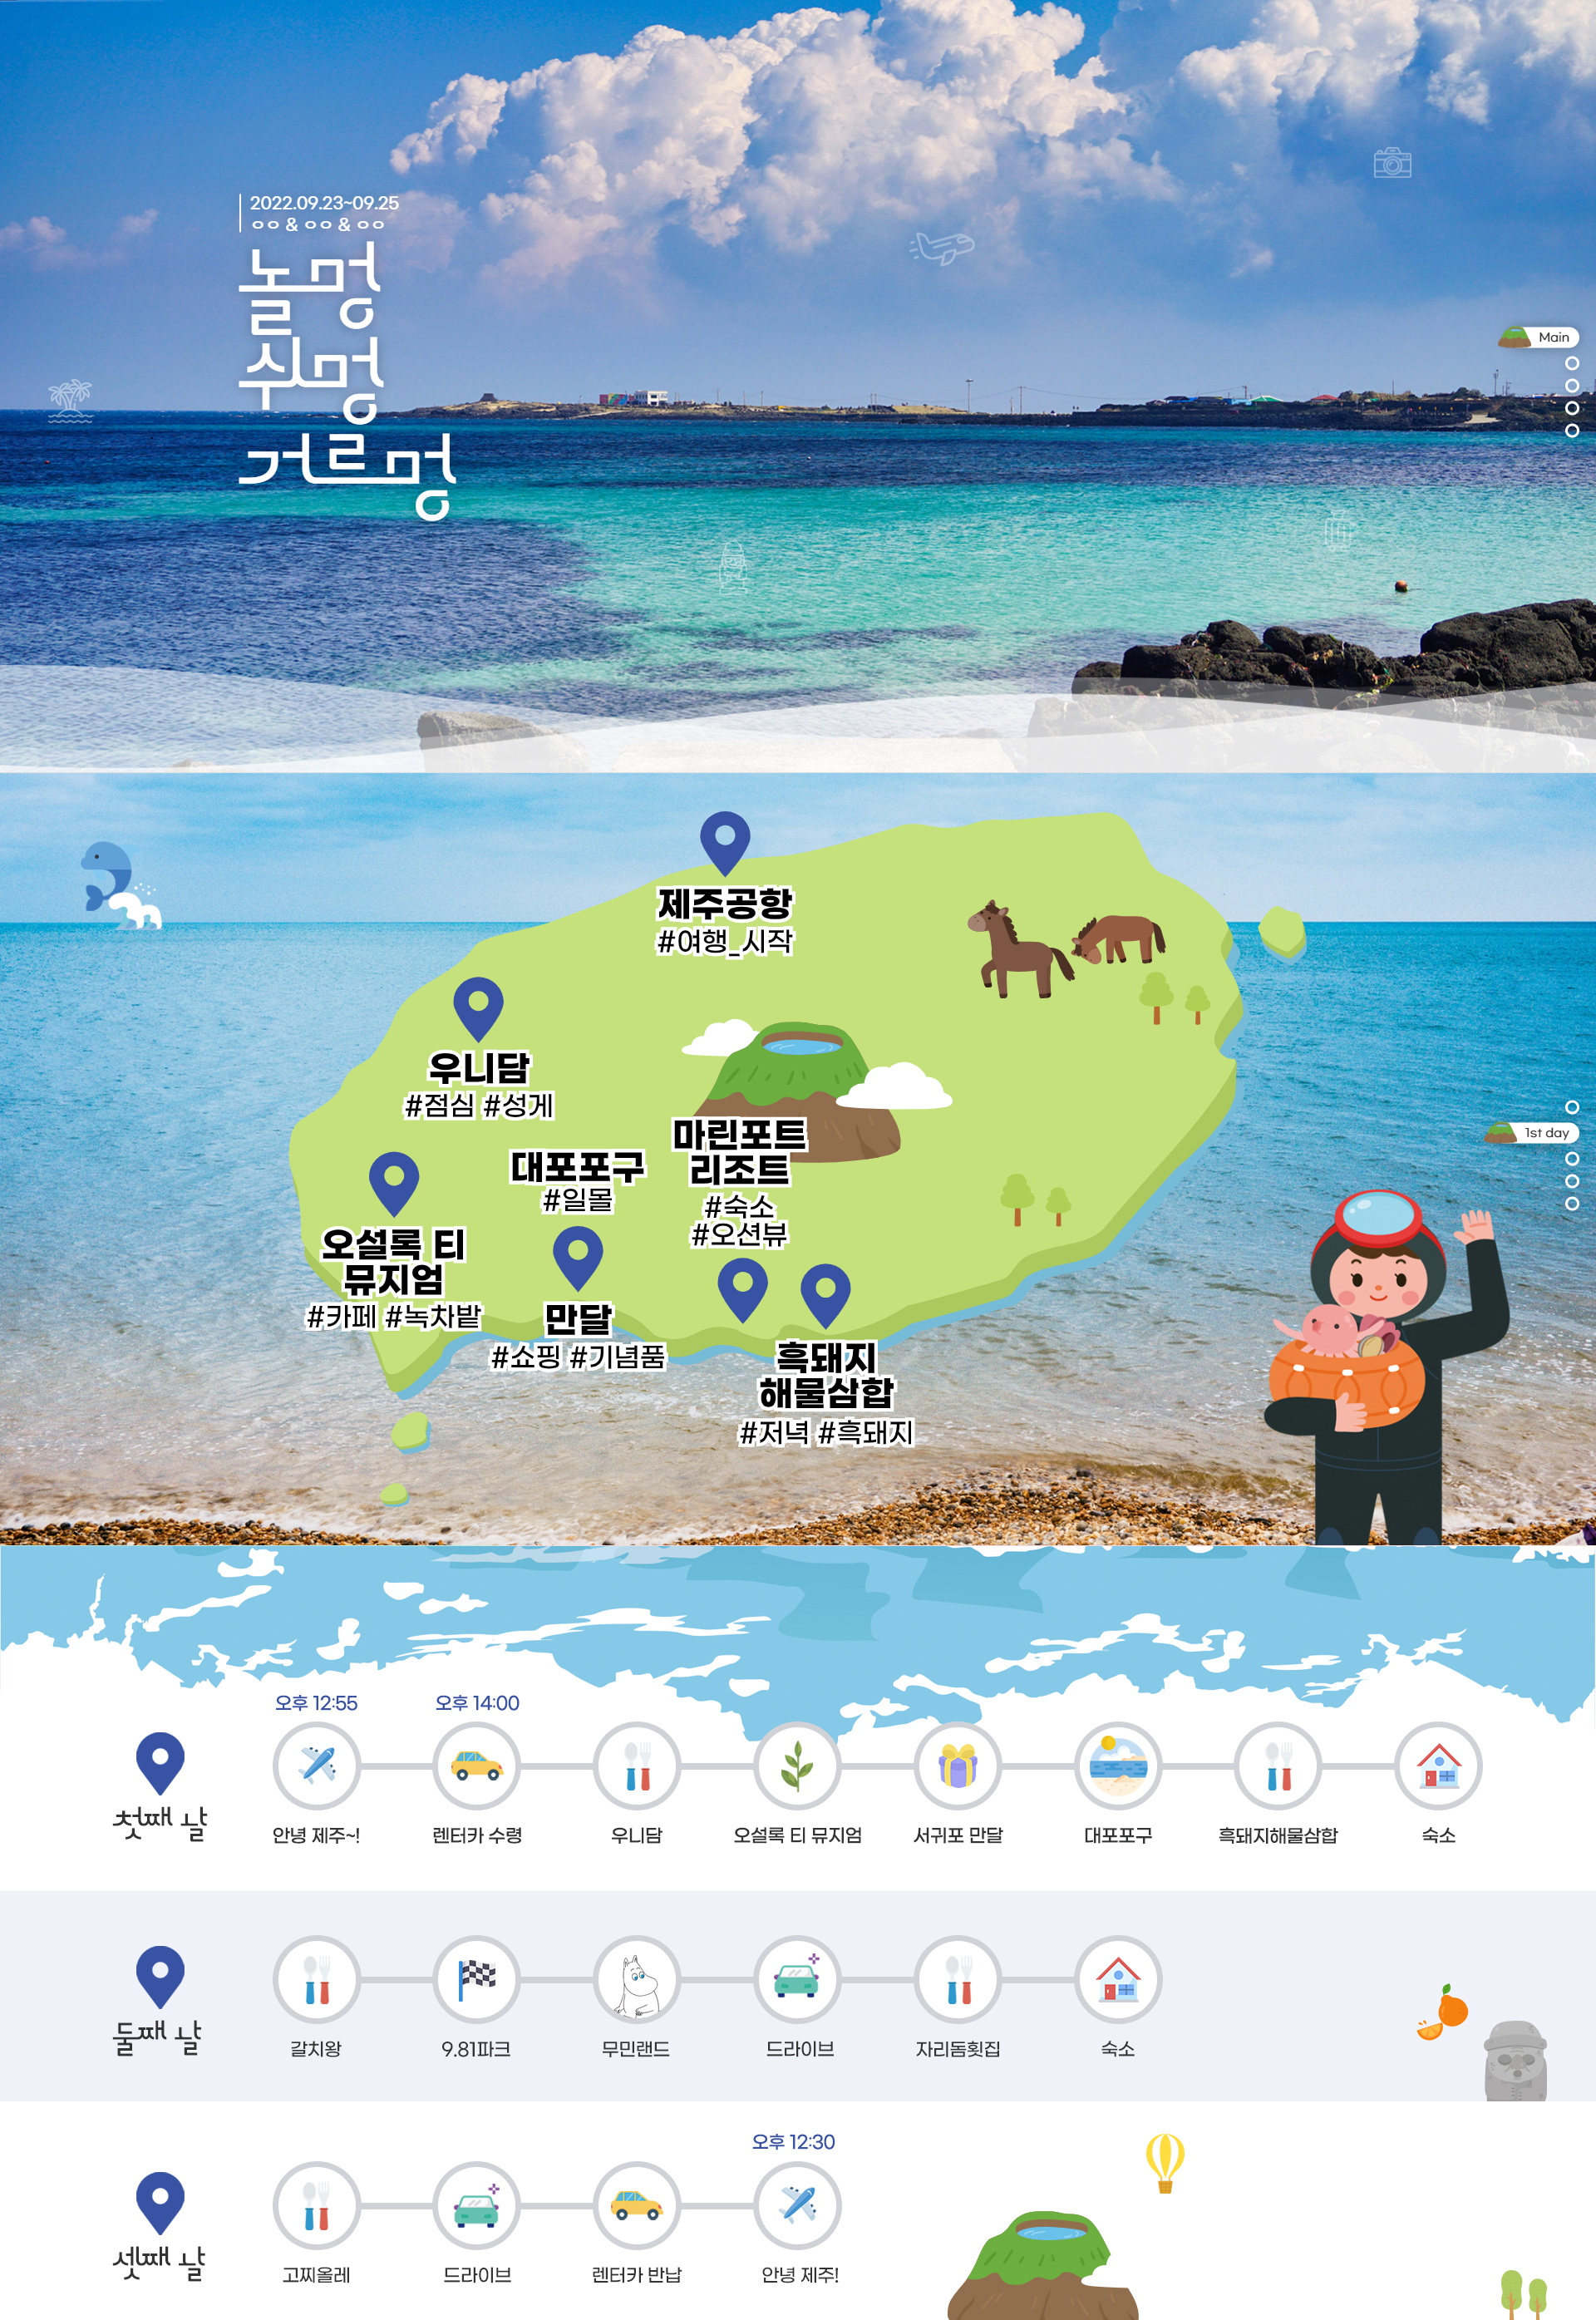 2022.09.23~09.25
ㅇㅇ & ㅇㅇ & ㅇㅇ
놀멍
쉬멍
거르멍
Main
제주공항
#여행_시작
우니담
#점심 #성게
마린포트
리조트
#숙소
#오션뷰
대포포구
#일몰
1st day
오설록 티
뮤지엄
#카페 #녹차밭
만달
#쇼핑 #기념품
흑돼지
해물삼합
#저녁 #흑돼지
오후 12:55
오후 14:00
첫째 날
안녕 제주~!
렌터카 수령
우니담
오설록 티 뮤지엄
서귀포 만달
대포포구
흑돼지해물삼합
숙소
둘째 날
갈치왕
9.81파크
무민랜드
드라이브
자리돔횟집
숙소
오후 12:30
셋째 날
고찌올레
드라이브
렌터카 반납
안녕 제주!